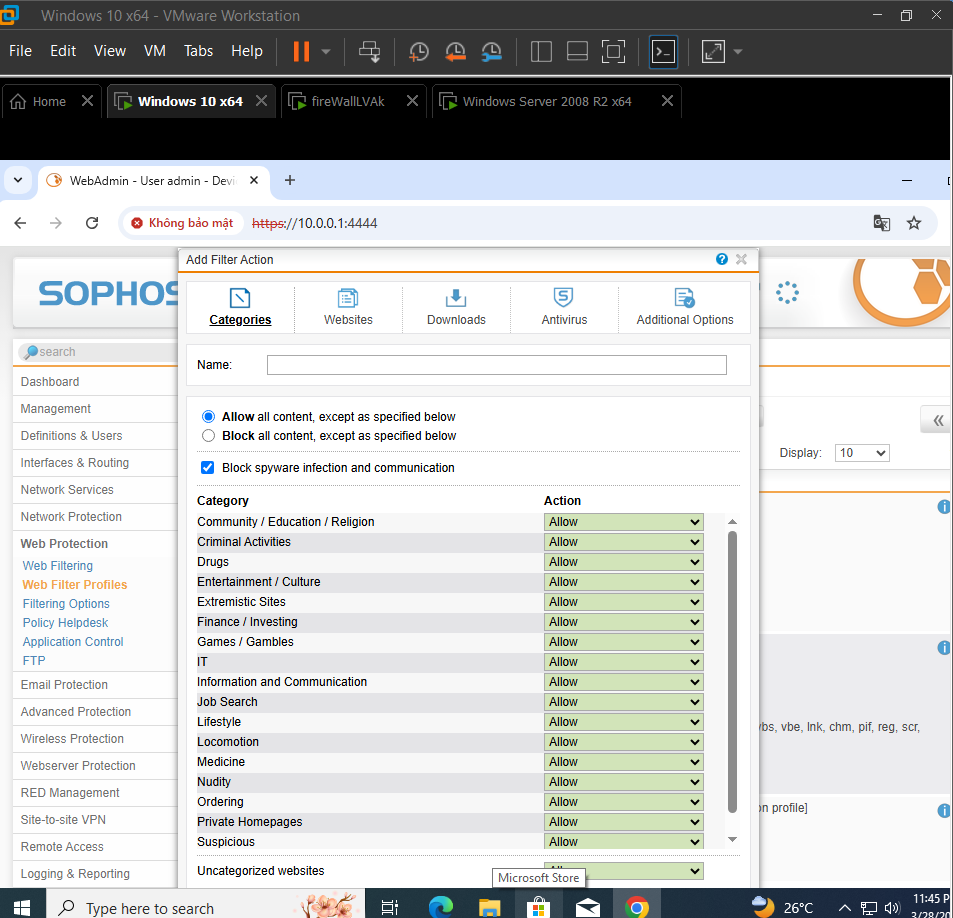 Windows 10 x64 - VMware Workstation
File Edit View VM Tabs Help
Home Windows 10 x64 fireWallLVAk Windows Server 2008 R2 x64
WebAdmin - User admin - Devi
Không bảo mật https://10.0.0.1:4444
Add Filter Action
SOPHOS
Categories Websites Downloads Antivirus Additional Options
search
Name:
Dashboard
Management
Definitions & Users
Interfaces & Routing
Network Services
Network Protection
Web Protection
Web Filtering
Web Filter Profiles
Filtering Options
Policy Helpdesk
Application Control
FTP
Email Protection
Advanced Protection
Wireless Protection
Webserver Protection
RED Management
Site-to-site VPN
Remote Access
Logging & Reporting
Allow all content, except as specified below
Block all content, except as specified below
Block spyware infection and communication
Category Action
Community / Education / Religion Allow
Criminal Activities Allow
Drugs Allow
Entertainment / Culture Allow
Extremistic Sites Allow
Finance / Investing Allow
Games / Gambles Allow
IT Allow
Information and Communication Allow
Job Search Allow
Lifestyle Allow
Locomotion Allow
Medicine Allow
Nudity Allow
Ordering Allow
Private Homepages Allow
Suspicious Allow
Uncategorized websites
Display: 10
vbs, vbe, lnk, chm, pif, reg, scr,
on profile]
Microsoft Store
Type here to search
26°C
11:45 P
3/28/20